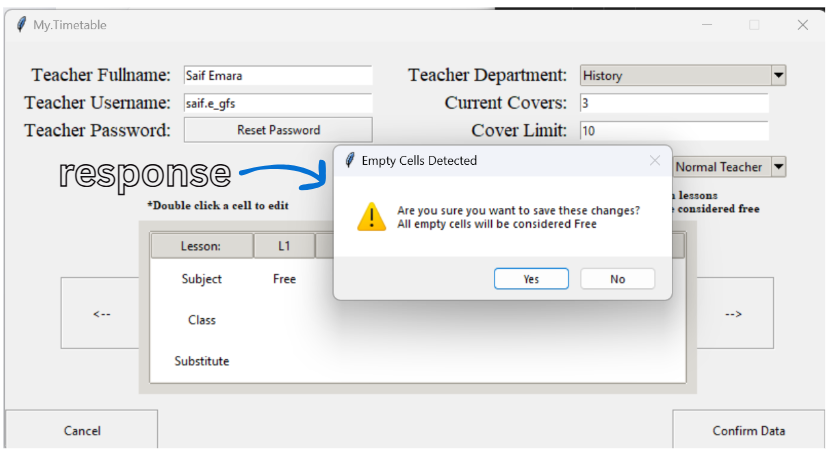 My.Timetable
Teacher Fullname: Saif Emara Teacher Department: History
Teacher Username: saif.e_gfs Current Covers: 3
Teacher Password: Reset Password Cover Limit: 10
Empty Cells Detected
response Normal Teacher
lessons
*Double click a cell to edit considered free
Are you sure you want to save these changes?
All empty cells will be considered Free
Lesson: L1
Yes No
Subject Free
<-- -->
Class
Substitute
Cancel Confirm Data